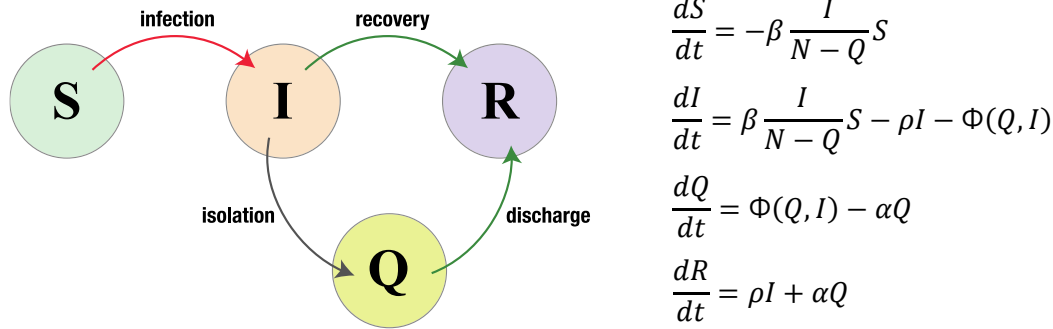 infection
recovery
S
I
R
isolation
discharge
Q
dS/dt = -β I/(N − Q) S
dI/dt = β I/(N − Q) S − ρI − Φ(Q, I)
dQ/dt = Φ(Q, I) − αQ
dR/dt = ρI + αQ